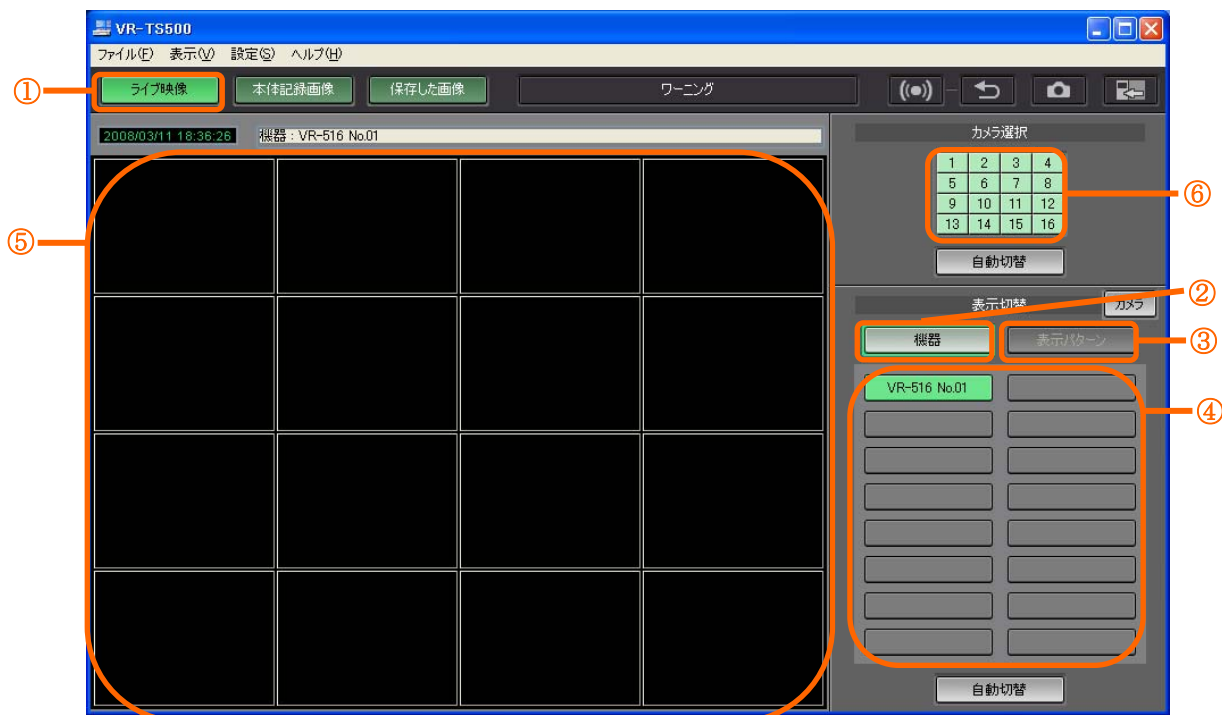 VR-TS500
ファイル(F) 表示(V) 設定(S) ヘルプ(H)
① ライブ映像 本体記録画像 保存した画像 ワーニング
2008/03/11 18:36:26 機器 : VR-516 No.01
カメラ選択
1 2 3 4
5 6 7 8
9 10 11 12
13 14 15 16
⑥
⑤
自動切替
②
表示切替 カメラ
機器 表示パターン ③
VR-516 No.01
④
自動切替